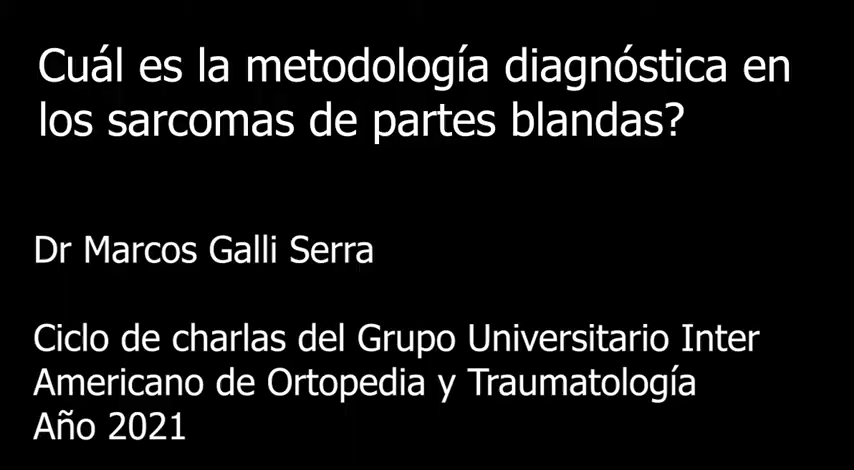 Cuál es la metodología diagnóstica en
los sarcomas de partes blandas?
Dr Marcos Galli Serra
Ciclo de charlas del Grupo Universitario Inter
Americano de Ortopedia y Traumatología
Año 2021